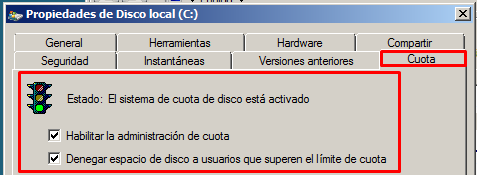 Propiedades de Disco local (C:)
General Herramientas Hardware Compartir
Seguridad Instantáneas Versiones anteriores Cuota
Estado: El sistema de cuota de disco está activado
Habilitar la administración de cuota
Denegar espacio de disco a usuarios que superen el límite de cuota